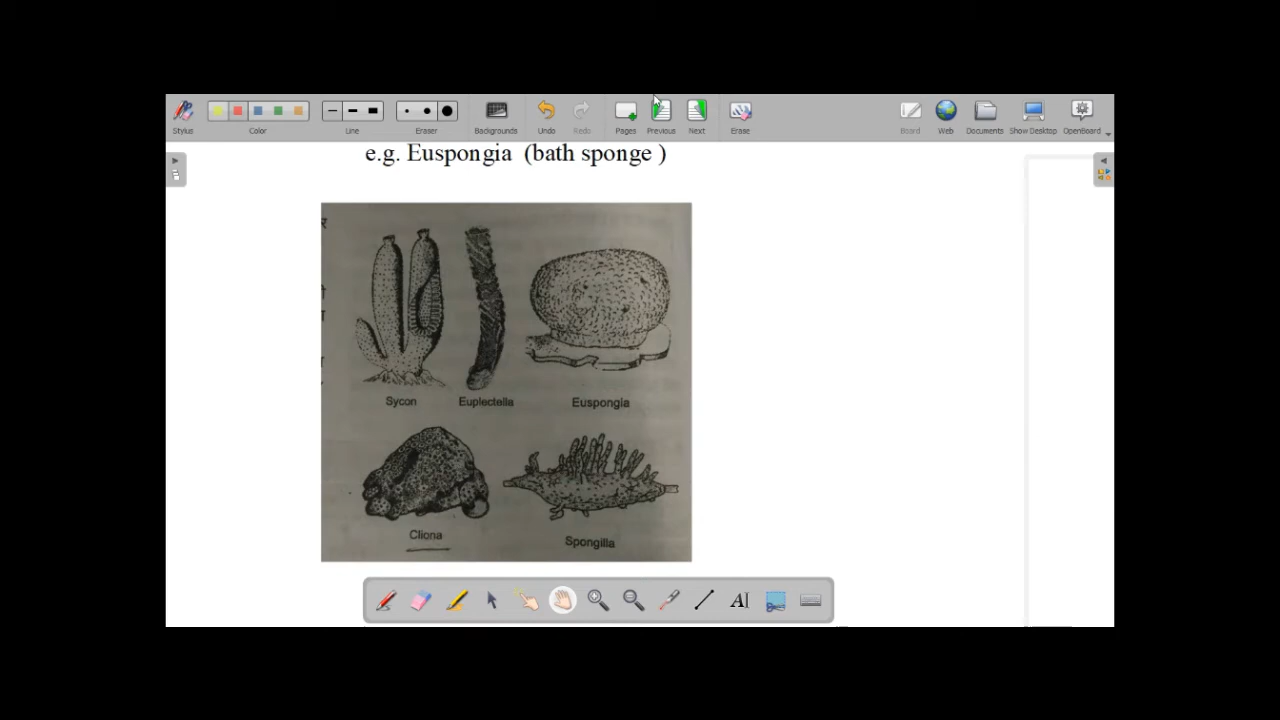 Stylus Color Line Eraser Backgrounds Undo Redo Pages Previous Next Erase Board Web Documents Show Desktop OpenBoard
e.g. Euspongia (bath sponge )
Sycon Euplectella Euspongia
Cliona Spongilla
AI